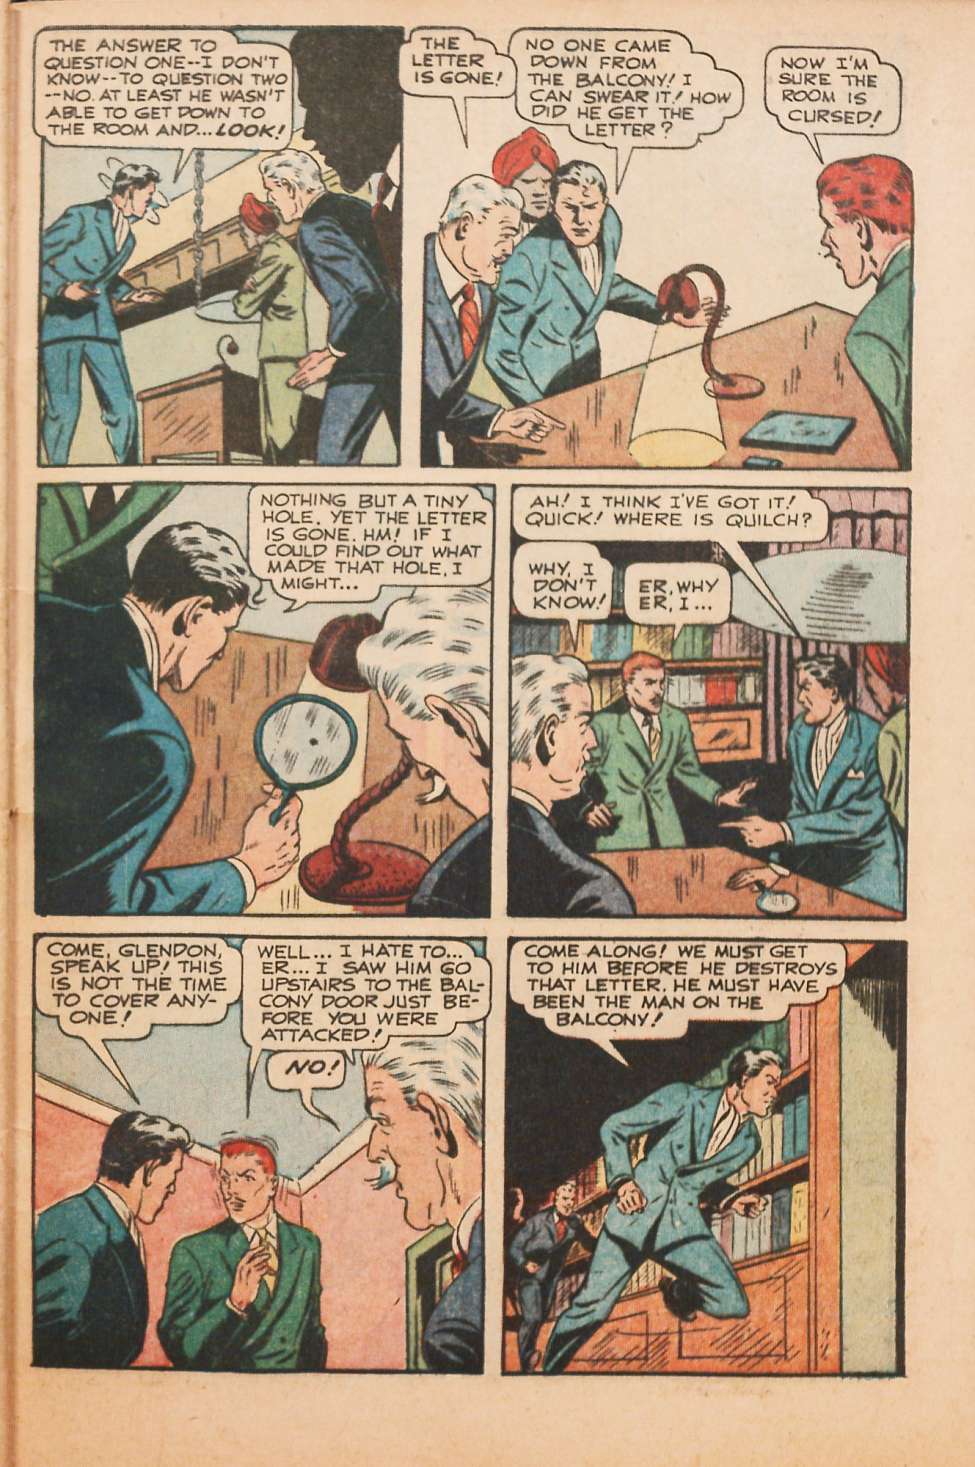 THE ANSWER TO
QUESTION ONE--I DON'T
KNOW--TO QUESTION TWO
--NO. AT LEAST HE WASN'T
ABLE TO GET DOWN TO
THE ROOM AND... LOOK!
THE
LETTER
IS GONE!
NO ONE CAME
DOWN FROM
THE BALCONY! I
CAN SWEAR IT! HOW
DID HE GET THE
LETTER?
NOW I'M
SURE THE
ROOM IS
CURSED!
NOTHING BUT A TINY
HOLE. YET THE LETTER
IS GONE. HM! IF I
COULD FIND OUT WHAT
MADE THAT HOLE, I
MIGHT...
AH! I THINK I'VE GOT IT!
QUICK! WHERE IS QUILCH?
WHY, I
DON'T
KNOW!
ER, WHY
ER, I...
COME, GLENDON,
SPEAK UP! THIS
IS NOT THE TIME
TO COVER ANY-
ONE!
WELL... I HATE TO...
ER... I SAW HIM GO
UPSTAIRS TO THE BAL-
CONY DOOR JUST BE-
FORE YOU WERE
ATTACKED!
NO!
COME ALONG! WE MUST GET
TO HIM BEFORE HE DESTROYS
THAT LETTER. HE MUST HAVE
BEEN THE MAN ON THE
BALCONY!